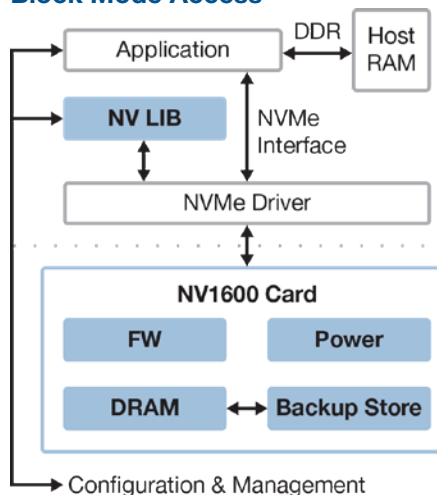 Block Mode Access
Application
DDR
Host
RAM
NV LIB
NVMe
Interface
NVMe Driver
NV1600 Card
FW
Power
DRAM
Backup Store
Configuration & Management